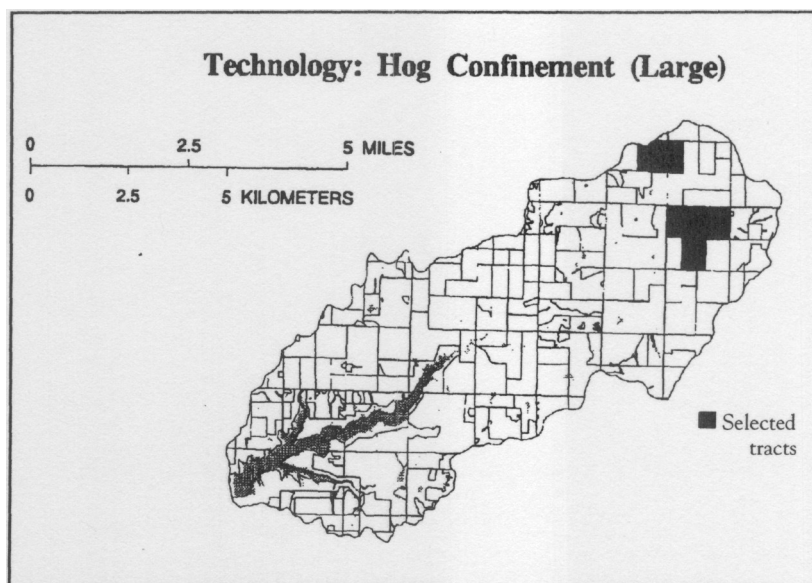 Technology: Hog Confinement (Large)
0 2.5 5 MILES
0 2.5 5 KILOMETERS
Selected
tracts